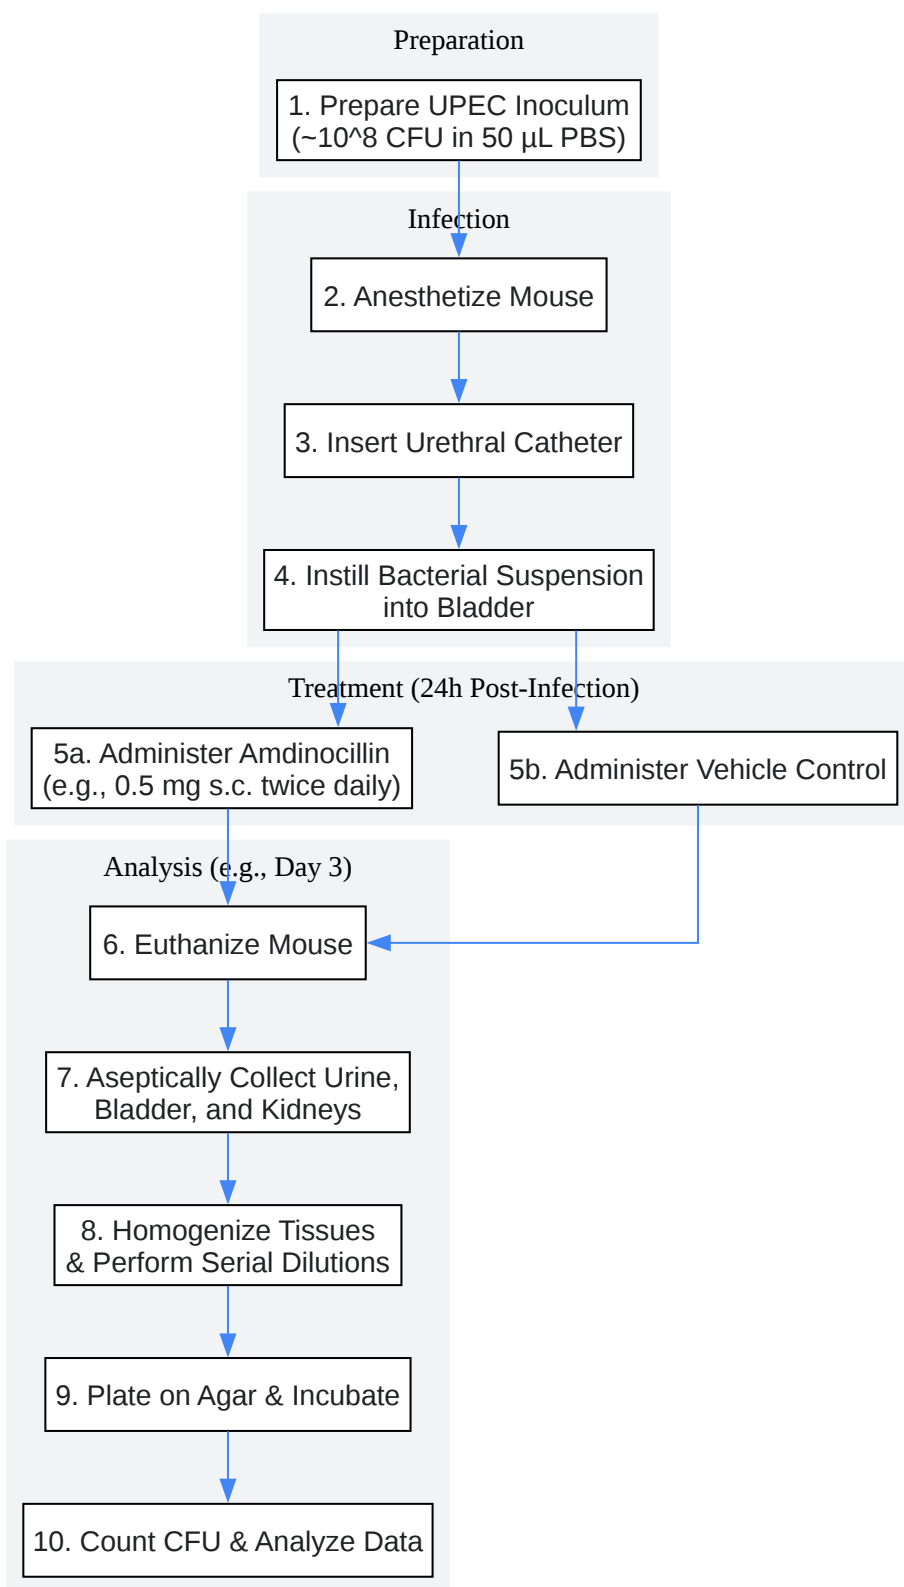 Preparation
1. Prepare UPEC Inoculum
(~10^8 CFU in 50 µL PBS)
Infection
2. Anesthetize Mouse
3. Insert Urethral Catheter
4. Instill Bacterial Suspension
into Bladder
Treatment (24h Post-Infection)
5a. Administer Amdinocillin
(e.g., 0.5 mg s.c. twice daily)
5b. Administer Vehicle Control
Analysis (e.g., Day 3)
6. Euthanize Mouse
7. Aseptically Collect Urine,
Bladder, and Kidneys
8. Homogenize Tissues
& Perform Serial Dilutions
9. Plate on Agar & Incubate
10. Count CFU & Analyze Data